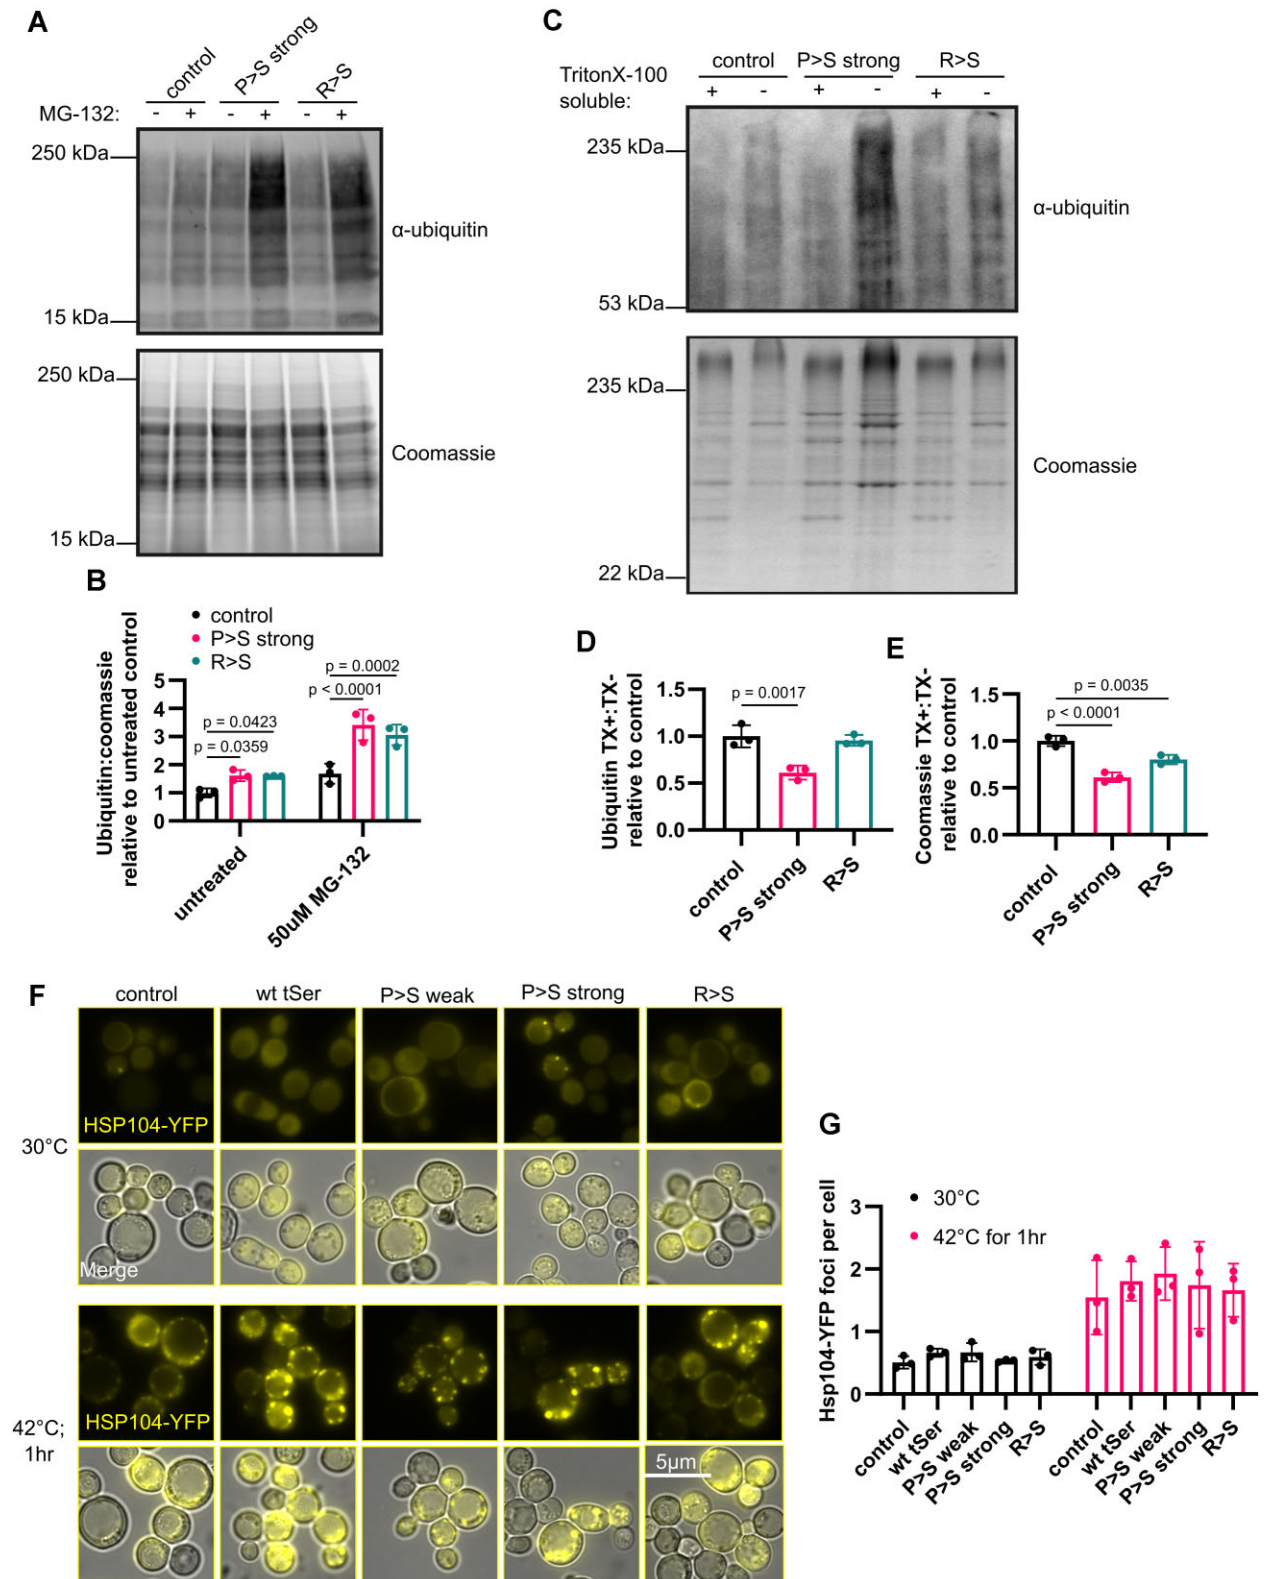 A
control
P>S strong
R>S
MG-132:
- + - + - +
250 kDa
α-ubiquitin
15 kDa
250 kDa
Coomassie
15 kDa
B
control
P>S strong
R>S
Ubiquitin:coomassie
relative to untreated control
5
4
3
2
1
0
p = 0.0002
p < 0.0001
p = 0.0423
p = 0.0359
untreated
50uM MG-132
C
TritonX-100
soluble:
control
P>S strong
R>S
+ - + - + -
235 kDa
α-ubiquitin
53 kDa
235 kDa
Coomassie
22 kDa
D
Ubiquitin TX+:TX-
relative to control
1.5
1.0
0.5
0.0
p = 0.0017
control
P>S strong
R>S
E
Coomassie TX+:TX-
relative to control
1.5
1.0
0.5
0.0
p = 0.0035
p < 0.0001
control
P>S strong
R>S
F
control
wt tSer
P>S weak
P>S strong
R>S
30°C
HSP104-YFP
Merge
42°C;
1hr
HSP104-YFP
5μm
G
Hsp104-YFP foci per cell
30°C
42°C for 1hr
3
2
1
0
control
wt tSer
P>S weak
P>S strong
R>S
control
wt tSer
P>S weak
P>S strong
R>S